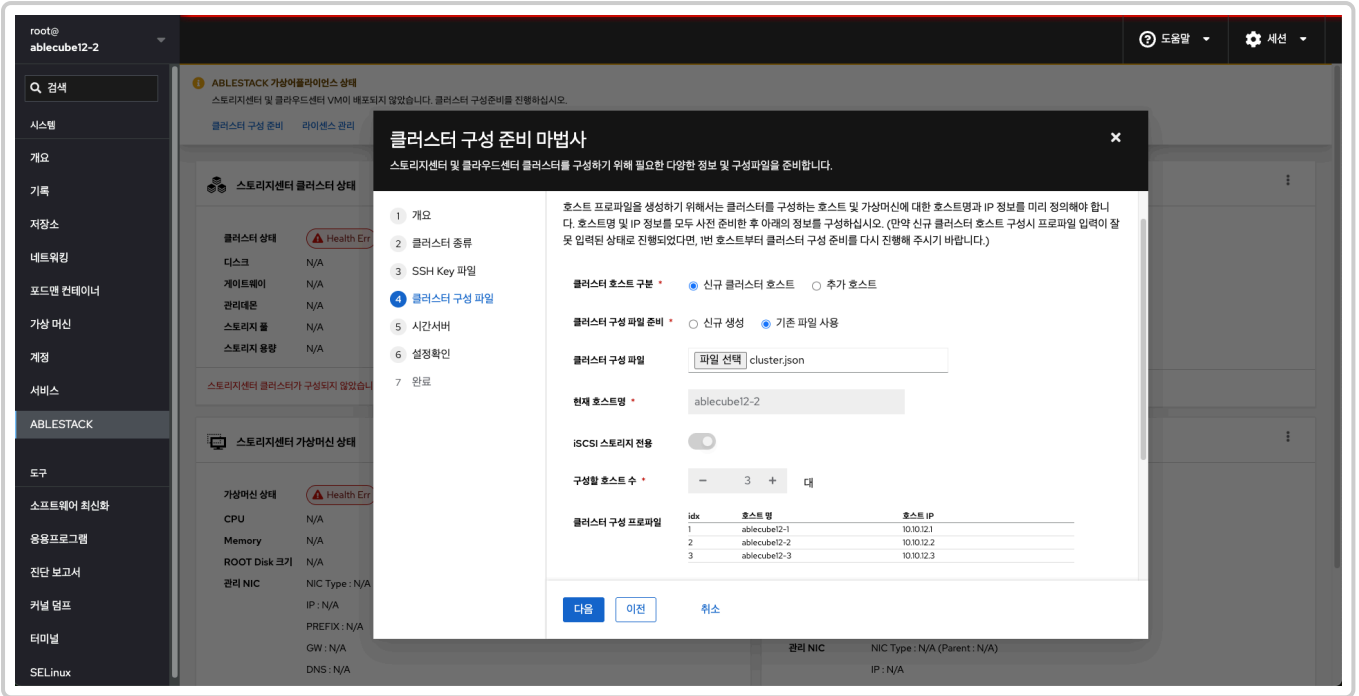 root@
ablecube12-2
도움말
세션
검색
시스템
개요
기록
저장소
네트워킹
포드맨 컨테이너
가상 머신
계정
서비스
ABLESTACK
도구
소프트웨어 최신화
응용프로그램
진단 보고서
커널 덤프
터미널
SELinux
ABLESTACK 가상어플라이언스 상태
스토리지센터 및 클라우드센터 VM이 배포되지 않았습니다. 클러스터 구성준비를 진행하십시오.
클러스터 구성 준비 라이센스 관리
스토리지센터 클러스터 상태
클러스터 상태 Health Err
디스크 N/A
게이트웨이 N/A
관리데몬 N/A
스토리지 풀 N/A
스토리지 용량 N/A
스토리지센터 클러스터가 구성되지 않았습니
스토리지센터 가상머신 상태
가상머신 상태 Health Err
CPU N/A
Memory N/A
ROOT Disk 크기 N/A
관리 NIC NIC Type : N/A
IP : N/A
PREFIX : N/A
GW : N/A
DNS : N/A
관리 NIC NIC Type : N/A (Parent : N/A)
IP : N/A
클러스터 구성 준비 마법사
스토리지센터 및 클라우드센터 클러스터를 구성하기 위해 필요한 다양한 정보 및 구성파일을 준비합니다.
1 개요
2 클러스터 종류
3 SSH Key 파일
4 클러스터 구성 파일
5 시간서버
6 설정확인
7 완료
호스트 프로파일을 생성하기 위해서는 클러스터를 구성하는 호스트 및 가상머신에 대한 호스트명과 IP 정보를 미리 정의해야 합니
다. 호스트명 및 IP 정보를 모두 사전 준비한 후 아래의 정보를 구성하십시오. (만약 신규 클러스터 호스트 구성시 프로파일 입력이 잘
못 입력된 상태로 진행되었다면, 1번 호스트부터 클러스터 구성 준비를 다시 진행해 주시기 바랍니다.)
클러스터 호스트 구분 * 신규 클러스터 호스트 추가 호스트
클러스터 구성 파일 준비 * 신규 생성 기존 파일 사용
클러스터 구성 파일 파일 선택 cluster.json
현재 호스트명 * ablecube12-2
iSCSI 스토리지 전용
구성할 호스트 수 * − 3 + 대
클러스터 구성 프로파일
idx 호스트 명 호스트 IP
1 ablecube12-1 10.10.12.1
2 ablecube12-2 10.10.12.2
3 ablecube12-3 10.10.12.3
다음 이전 취소